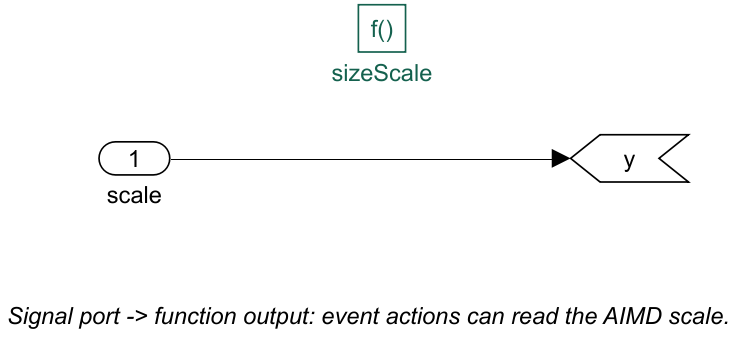 f()
sizeScale
1
y
scale
Signal port -> function output: event actions can read the AIMD scale.